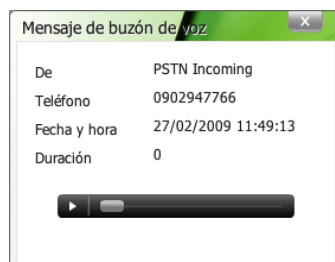 Mensaje de buzón de voz
De PSTN Incoming
Teléfono 0902947766
Fecha y hora 27/02/2009 11:49:13
Duración 0